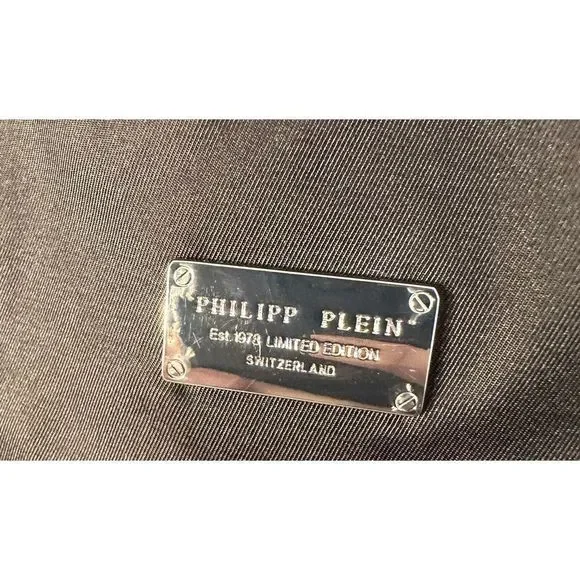 PHILIPP PLEIN
Est. 1978 LIMITED EDITION
SWITZERLAND